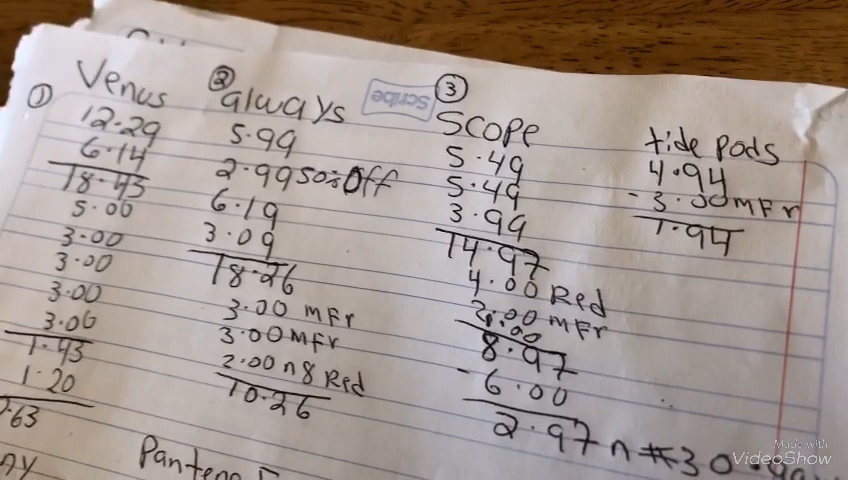 ① Venus
12.29
6.14
18.43
5.00
3.00
3.00
3.00
3.00
1.43
1.20
2.63
② always
5.99
2.99 50% Off
6.19
3.09
18.26
3.00 mFr
3.00 mFr
2.00 n 8 Red
10.26
scribe
③ Scope
5.49
5.49
3.99
14.97
4.00 Red
2.00 mFr
8.97
- 6.00
2.97 n #3
tide pods
4.94
- 3.00 mFr
1.94
Made with
VideoShow